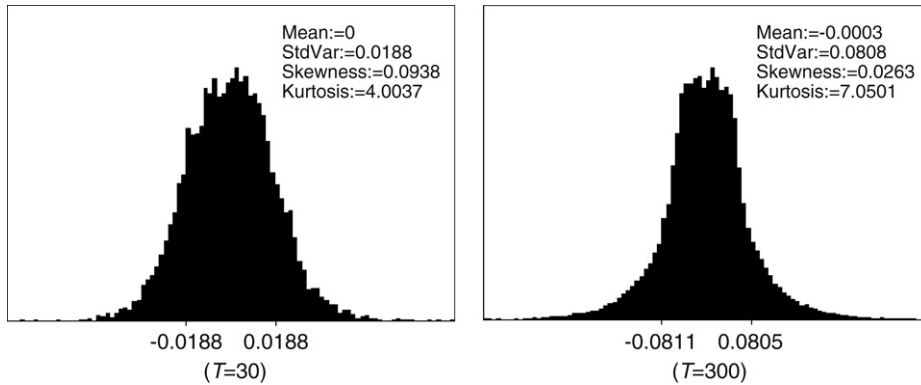 Mean:=0
StdVar:=0.0188
Skewness:=0.0938
Kurtosis:=4.0037
-0.0188 0.0188
(T=30)
Mean:=-0.0003
StdVar:=0.0808
Skewness:=0.0263
Kurtosis:=7.0501
-0.0811 0.0805
(T=300)